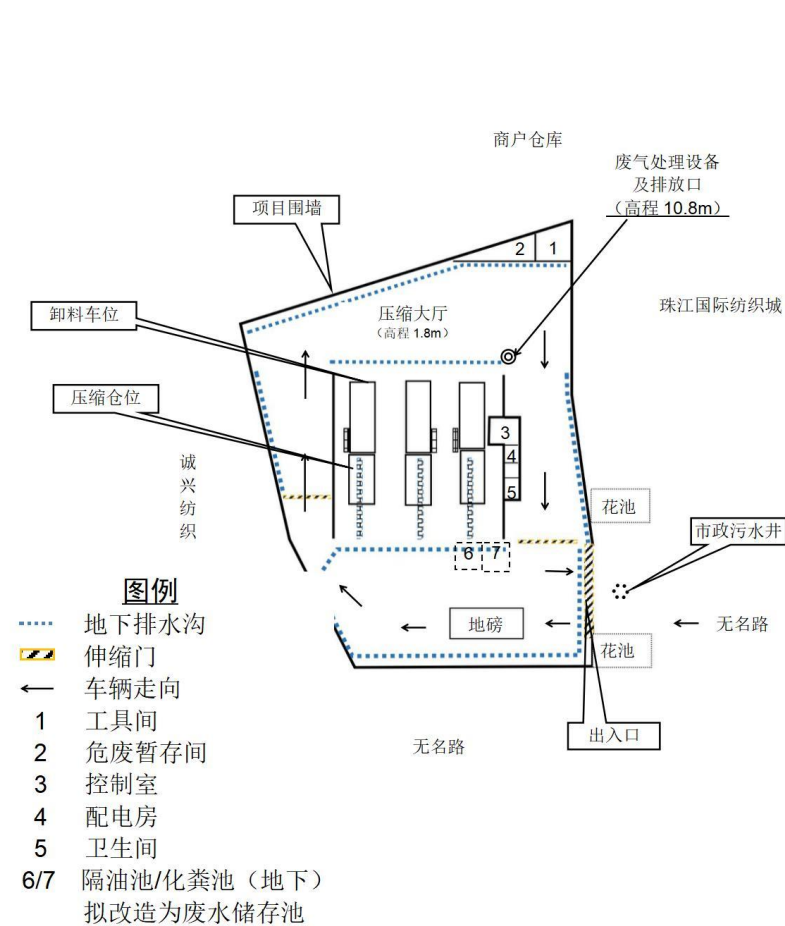 商户仓库
废气处理设备
及排放口
（高程 10.8m）
项目围墙
2
1
珠江国际纺织城
卸料车位
压缩大厅
（高程 1.8m）
压缩仓位
3
4
5
诚
兴
纺
织
花池
市政污水井
6
7
无名路
地磅
花池
出入口
无名路
图例
地下排水沟
伸缩门
车辆走向
1 工具间
2 危废暂存间
3 控制室
4 配电房
5 卫生间
6/7 隔油池/化粪池（地下）
拟改造为废水储存池